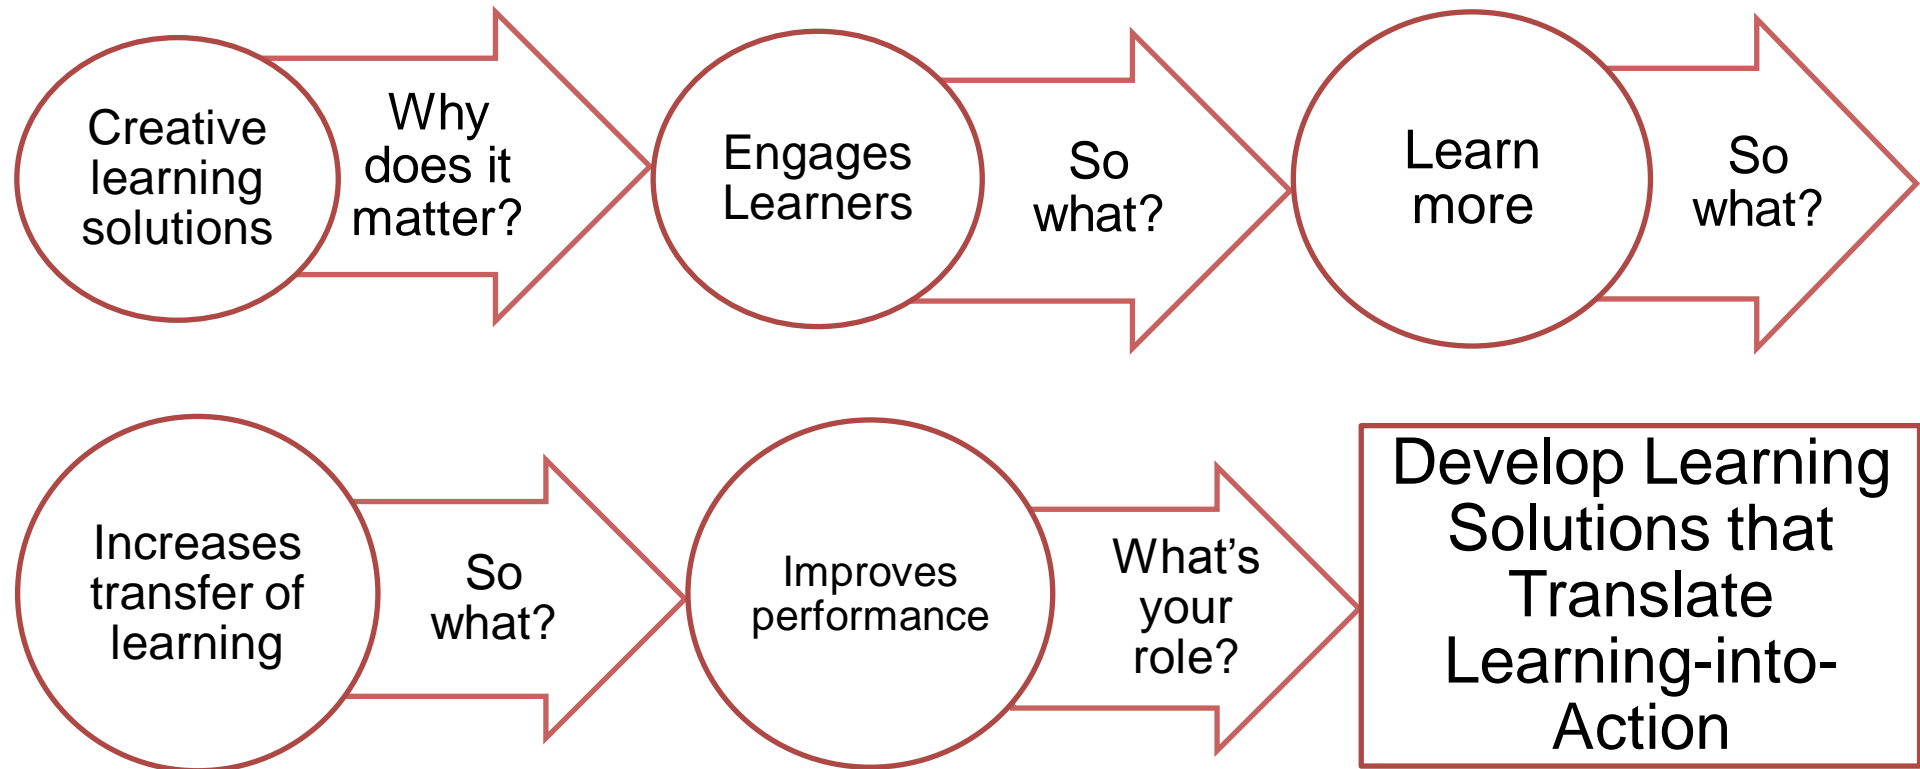 Creative
learning
solutions
Why
does it
matter?
Engages
Learners
So
what?
Learn
more
So
what?
Increases
transfer of
learning
So
what?
Improves
performance
What’s
your
role?
Develop Learning
Solutions that
Translate
Learning-into-
Action